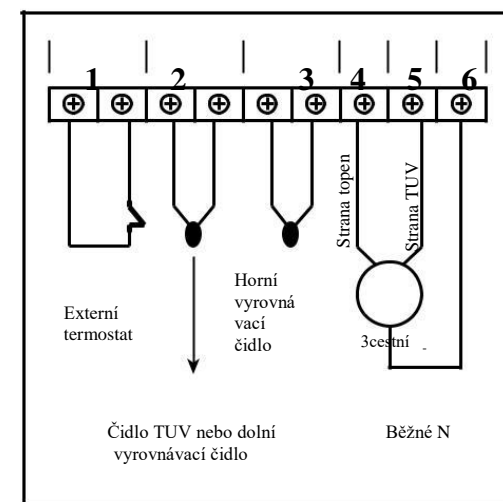 1 2 3 4 5 6
Strana topen
Strana TUV
Externí
termostat
Horní
vyrovná
vací
čidlo
3cestní
Čidlo TUV nebo dolní
vyrovnávací čidlo
Běžné N